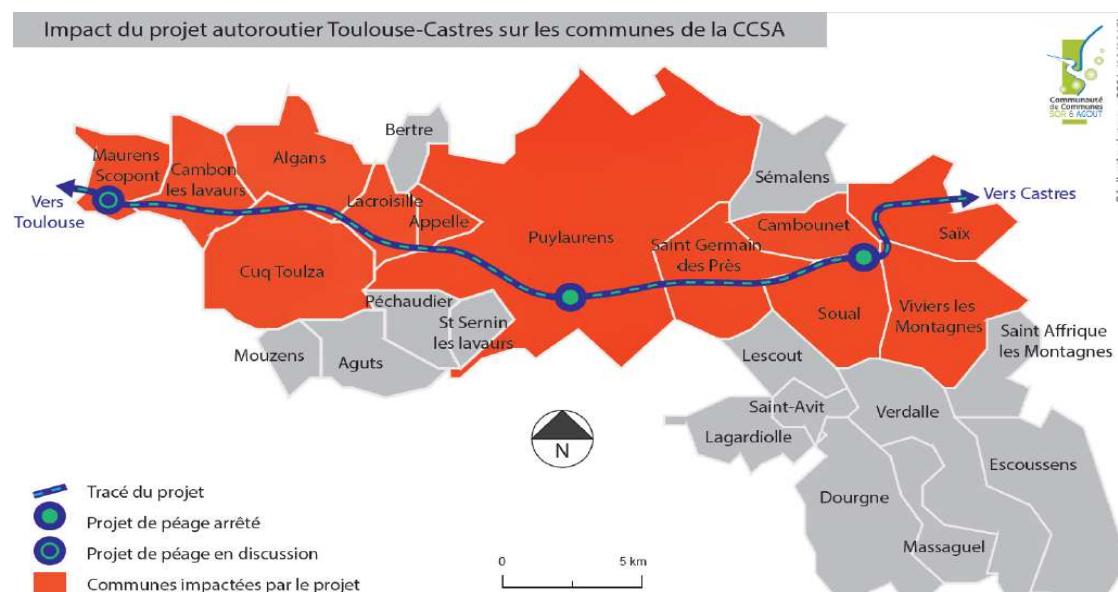 Impact du projet autoroutier Toulouse-Castres sur les communes de la CCSA
Communauté
de Communes
SOR & AGOUT
Bertre
Maurens
Scopont
Cambon
les lavaurs
Algans
Sémalens
Vers
Toulouse
Vers Castres
Lacroisille
Appelle
Cambounet
Saïx
Puylaurens
Saint Germain
des Près
Cuq Toulza
Péchaudier
St Sernin
les lavaurs
Soual
Viviers les
Montagnes
Saint Affrique
les Montagnes
Mouzens
Aguts
Lescout
Saint-Avit
Verdalle
Lagardiolle
N
Escoussens
Dourgne
Massaguel
Tracé du projet
Projet de péage arrêté
Projet de péage en discussion
Communes impactées par le projet
0
5 km